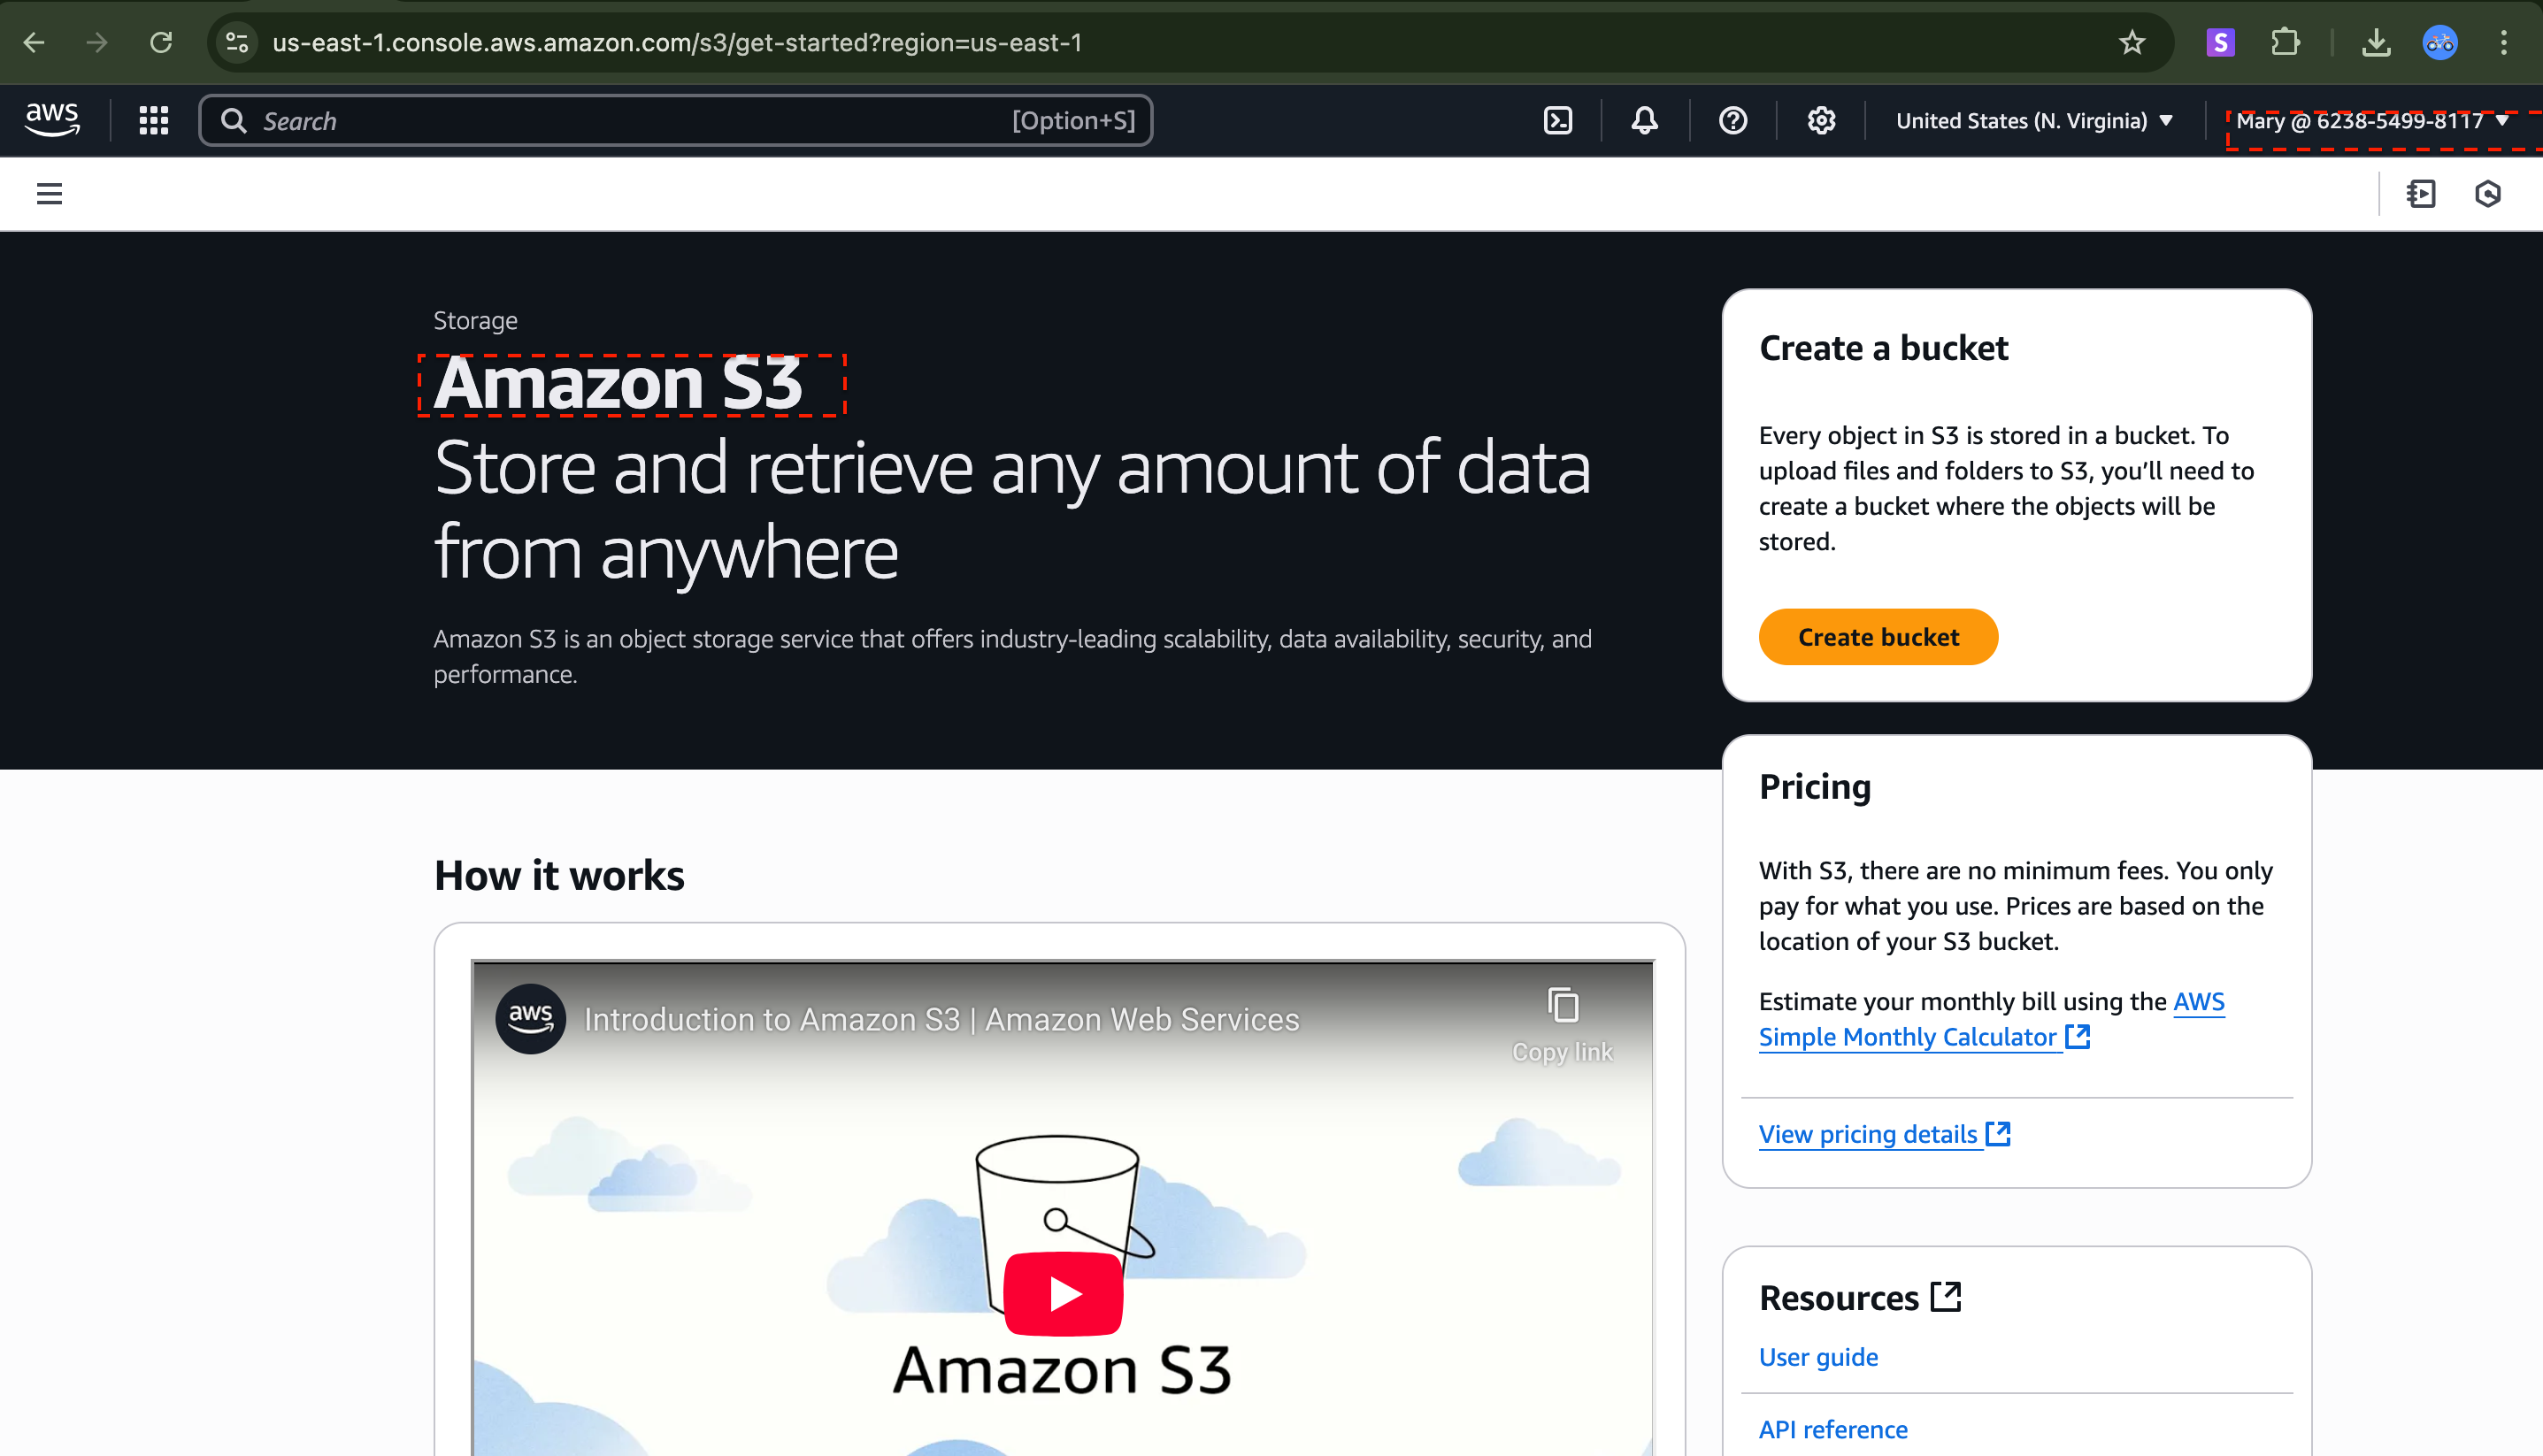 us-east-1.console.aws.amazon.com/s3/get-started?region=us-east-1
S
aws
Search
[Option+S]
United States (N. Virginia)
Mary @ 6238-5499-8117
Storage
Amazon S3
Store and retrieve any amount of data
from anywhere
Amazon S3 is an object storage service that offers industry-leading scalability, data availability, security, and
performance.
Create a bucket
Every object in S3 is stored in a bucket. To
upload files and folders to S3, you’ll need to
create a bucket where the objects will be
stored.
Create bucket
How it works
aws
Introduction to Amazon S3 | Amazon Web Services
Copy link
Amazon S3
Pricing
With S3, there are no minimum fees. You only
pay for what you use. Prices are based on the
location of your S3 bucket.
Estimate your monthly bill using the AWS
Simple Monthly Calculator
View pricing details
Resources
User guide
API reference